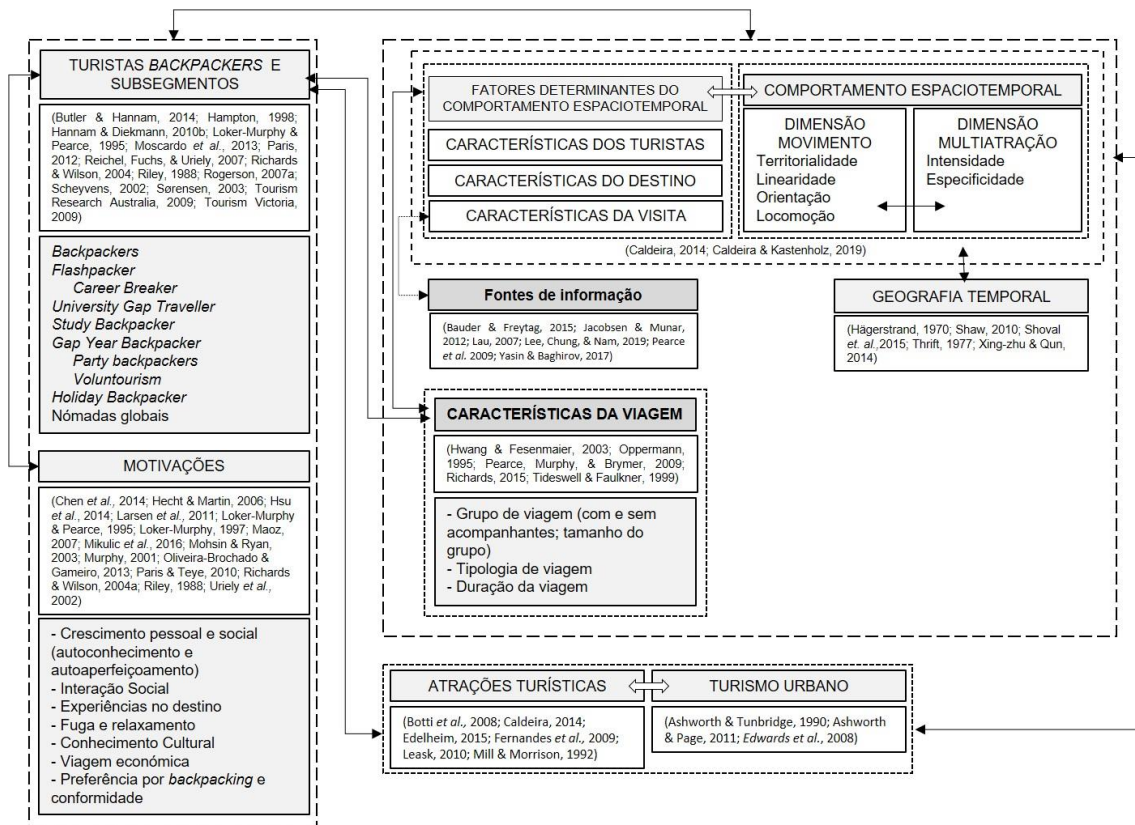 TURISTAS BACKPACKERS E
SUBSEGMENTOS
(Butler & Hannam, 2014; Hampton, 1998;
Hannam & Diekmann, 2010b; Loker-Murphy &
Pearce, 1995; Moscardo et al., 2013; Paris,
2012; Reichel, Fuchs, & Uriely, 2007; Richards
& Wilson, 2004; Riley, 1988; Rogerson, 2007a;
Scheyvens, 2002; Sørensen, 2003; Tourism
Research Australia, 2009; Tourism Victoria,
2009)
Backpackers
Flashpacker
Career Breaker
University Gap Traveller
Study Backpacker
Gap Year Backpacker
Party backpackers
Voluntourism
Holiday Backpacker
Nómadas globais
MOTIVAÇÕES
(Chen et al., 2014; Hecht & Martin, 2006; Hsu
et al., 2014; Larsen et al., 2011; Loker-Murphy
& Pearce, 1995; Loker-Murphy, 1997; Maoz,
2007; Mikulic et al., 2016; Mohsin & Ryan,
2003; Murphy, 2001; Oliveira-Brochado &
Gameiro, 2013; Paris & Teye, 2010; Richards
& Wilson, 2004a; Riley, 1988; Uriely et al.,
2002)
- Crescimento pessoal e social
(autoconhecimento e
autoaperfeiçoamento)
- Interação Social
- Experiências no destino
- Fuga e relaxamento
- Conhecimento Cultural
- Viagem económica
- Preferência por backpacking e
conformidade
FATORES DETERMINANTES DO
COMPORTAMENTO ESPACIOTEMPORAL
CARACTERÍSTICAS DOS TURISTAS
CARACTERÍSTICAS DO DESTINO
CARACTERÍSTICAS DA VISITA
COMPORTAMENTO ESPACIOTEMPORAL
DIMENSÃO
MOVIMENTO
Territorialidade
Linearidade
Orientação
Locomoção
DIMENSÃO
MULTIATRAÇÃO
Intensidade
Especificidade
(Caldeira, 2014; Caldeira & Kastenholz, 2019)
Fontes de informação
(Bauder & Freytag, 2015; Jacobsen & Munar,
2012; Lau, 2007; Lee, Chung, & Nam, 2019; Pearce
et al. 2009; Yasin & Baghirov, 2017)
GEOGRAFIA TEMPORAL
(Hägerstrand, 1970; Shaw, 2010; Shoval
et. al.,2015; Thrift, 1977; Xing-zhu & Qun,
2014)
CARACTERÍSTICAS DA VIAGEM
(Hwang & Fesenmaier, 2003; Oppermann,
1995; Pearce, Murphy, & Brymer, 2009;
Richards, 2015; Tideswell & Faulkner, 1999)
- Grupo de viagem (com e sem
acompanhantes; tamanho do
grupo)
- Tipologia de viagem
- Duração da viagem
ATRAÇÕES TURÍSTICAS
(Botti et al., 2008; Caldeira, 2014;
Edelheim, 2015; Fernandes et al., 2009;
Leask, 2010; Mill & Morrison, 1992)
TURISMO URBANO
(Ashworth & Tunbridge, 1990; Ashworth
& Page, 2011; Edwards et al., 2008)